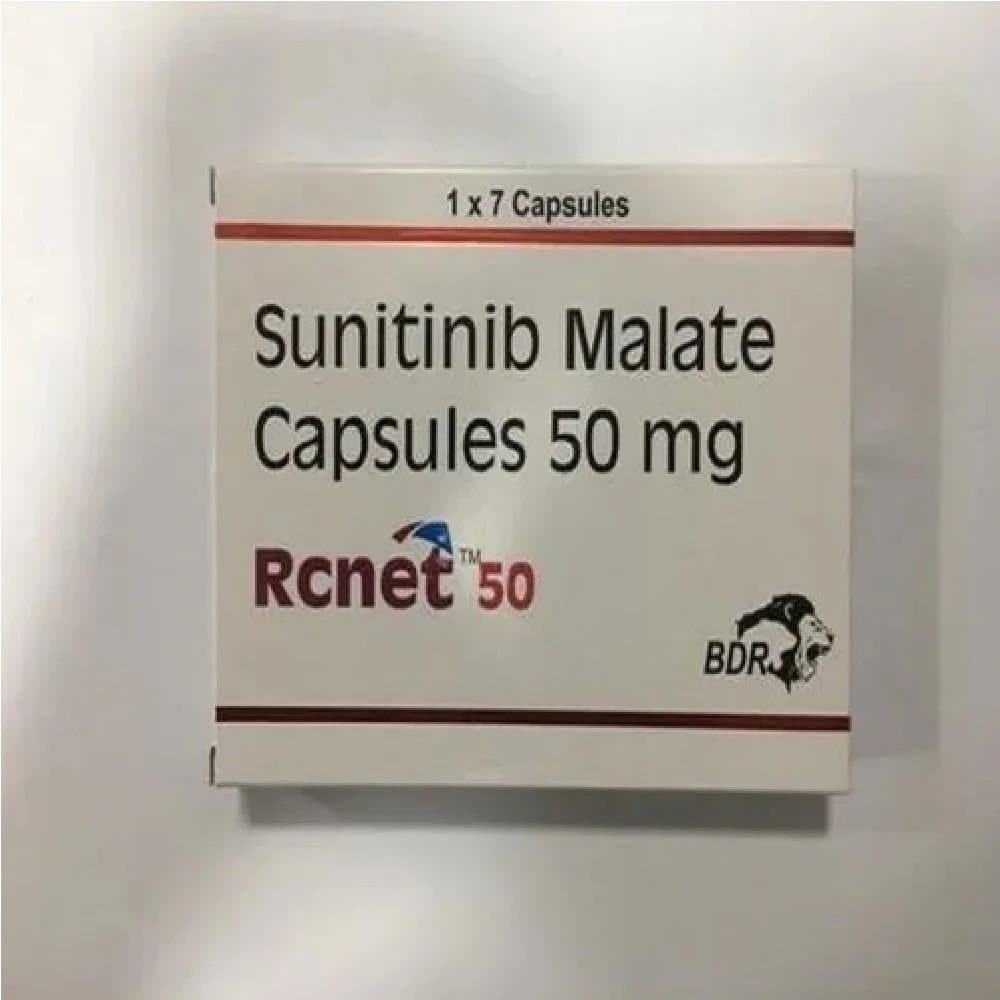 1 x 7 Capsules
Sunitinib Malate
Capsules 50 mg
Rcnet™ 50
BDR